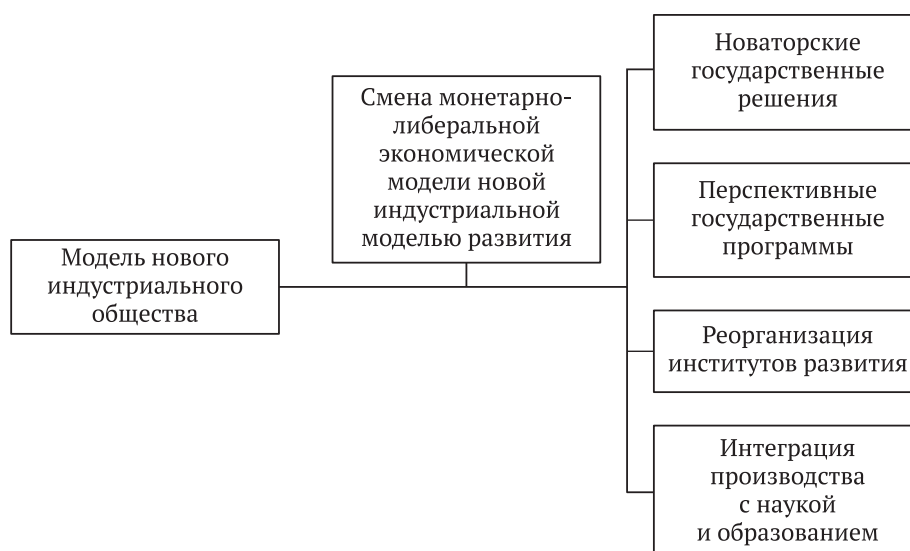 Модель нового
индустриального
общества
Смена монетарно-
либеральной
экономической
модели новой
индустриальной
моделью развития
Новаторские
государственные
решения
Перспективные
государственные
программы
Реорганизация
институтов развития
Интеграция
производства
с наукой
и образованием